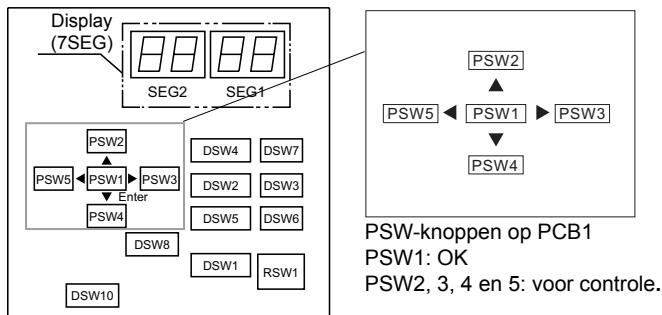 Display
(7SEG)
SEG2 SEG1
PSW2
PSW5 PSW1 PSW3
Enter
PSW4
DSW4 DSW7
DSW2 DSW3
DSW5 DSW6
DSW8
DSW1 RSW1
DSW10
PSW2
PSW5 PSW1 PSW3
PSW4
PSW-knoppen op PCB1
PSW1: OK
PSW2, 3, 4 en 5: voor controle.